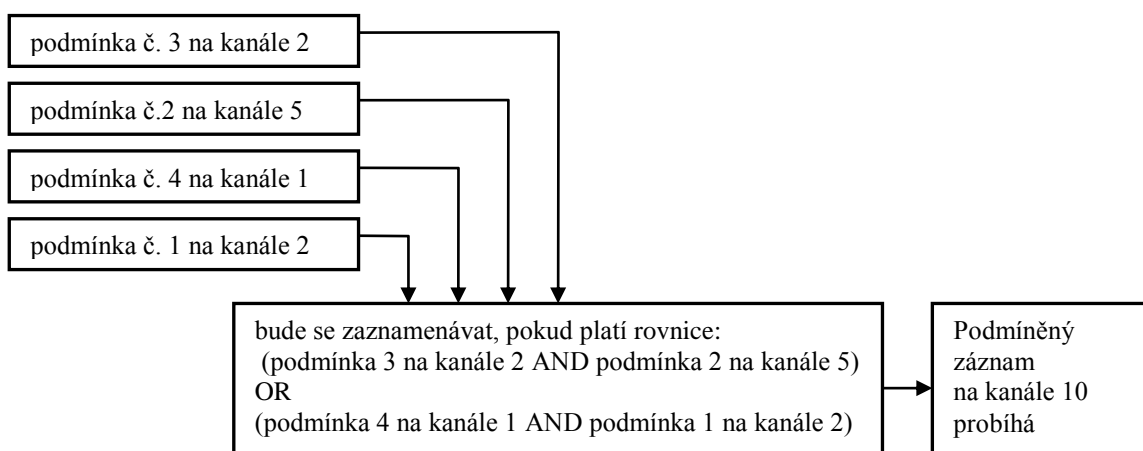 podmínka č. 3 na kanále 2
podmínka č.2 na kanále 5
podmínka č. 4 na kanále 1
podmínka č. 1 na kanále 2
bude se zaznamenávat, pokud platí rovnice:
(podmínka 3 na kanále 2 AND podmínka 2 na kanále 5)
OR
(podmínka 4 na kanále 1 AND podmínka 1 na kanále 2)
Podmíněný
záznam
na kanále 10
probíhá